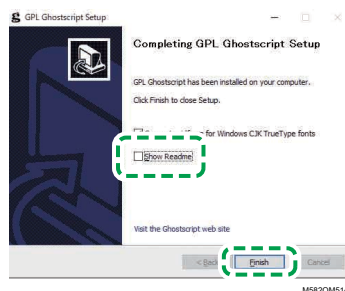 GPL Ghostscript Setup
Completing GPL Ghostscript Setup
GPL Ghostscript has been installed on your computer.
Click Finish to close Setup.
for Windows CJK TrueType fonts
Show Readme
Visit the Ghostscript web site
< Back
Finish
Cancel